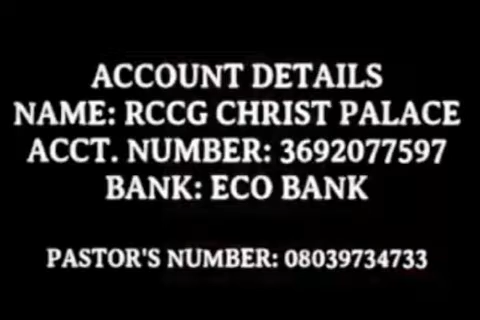 ACCOUNT DETAILS
NAME: RCCG CHRIST PALACE
ACCT. NUMBER: 3692077597
BANK: ECO BANK
PASTOR'S NUMBER: 08039734733